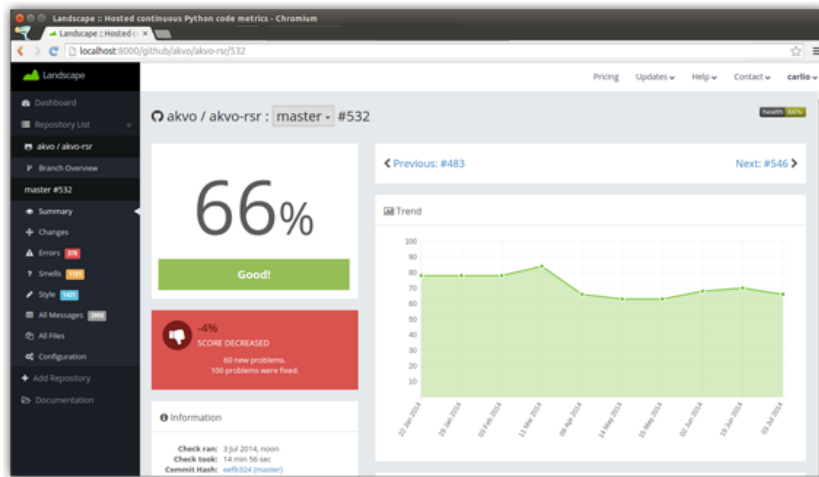 Landscape :: Hosted continuous Python code metrics - Chromium
Landscape :: Hosted c
localhost:8000/github/akvo/akvo-rsr/532
Landscape
Pricing Updates Help Contact carlio
Dashboard
Repository List
akvo / akvo-rsr
Branch Overview
master #532
Summary
Changes
Errors 378
Smells
Style 1421
All Messages
All Files
Configuration
Add Repository
Documentation
akvo / akvo-rsr : master #532
health 66%
66%
Good!
-4%
SCORE DECREASED
60 new problems.
100 problems were fixed.
Information
Check ran: 3 Jul 2014, noon
Check took: 14 min 56 sec
Commit Hash: eefb324 (master)
Previous: #483
Next: #546
Trend
100
90
80
70
60
50
40
30
20
10
22 Jan 2014
29 Jan 2014
03 Feb 2014
11 Mar 2014
09 Apr 2014
14 May 2014
15 May 2014
02 Jun 2014
19 Jun 2014
03 Jul 2014